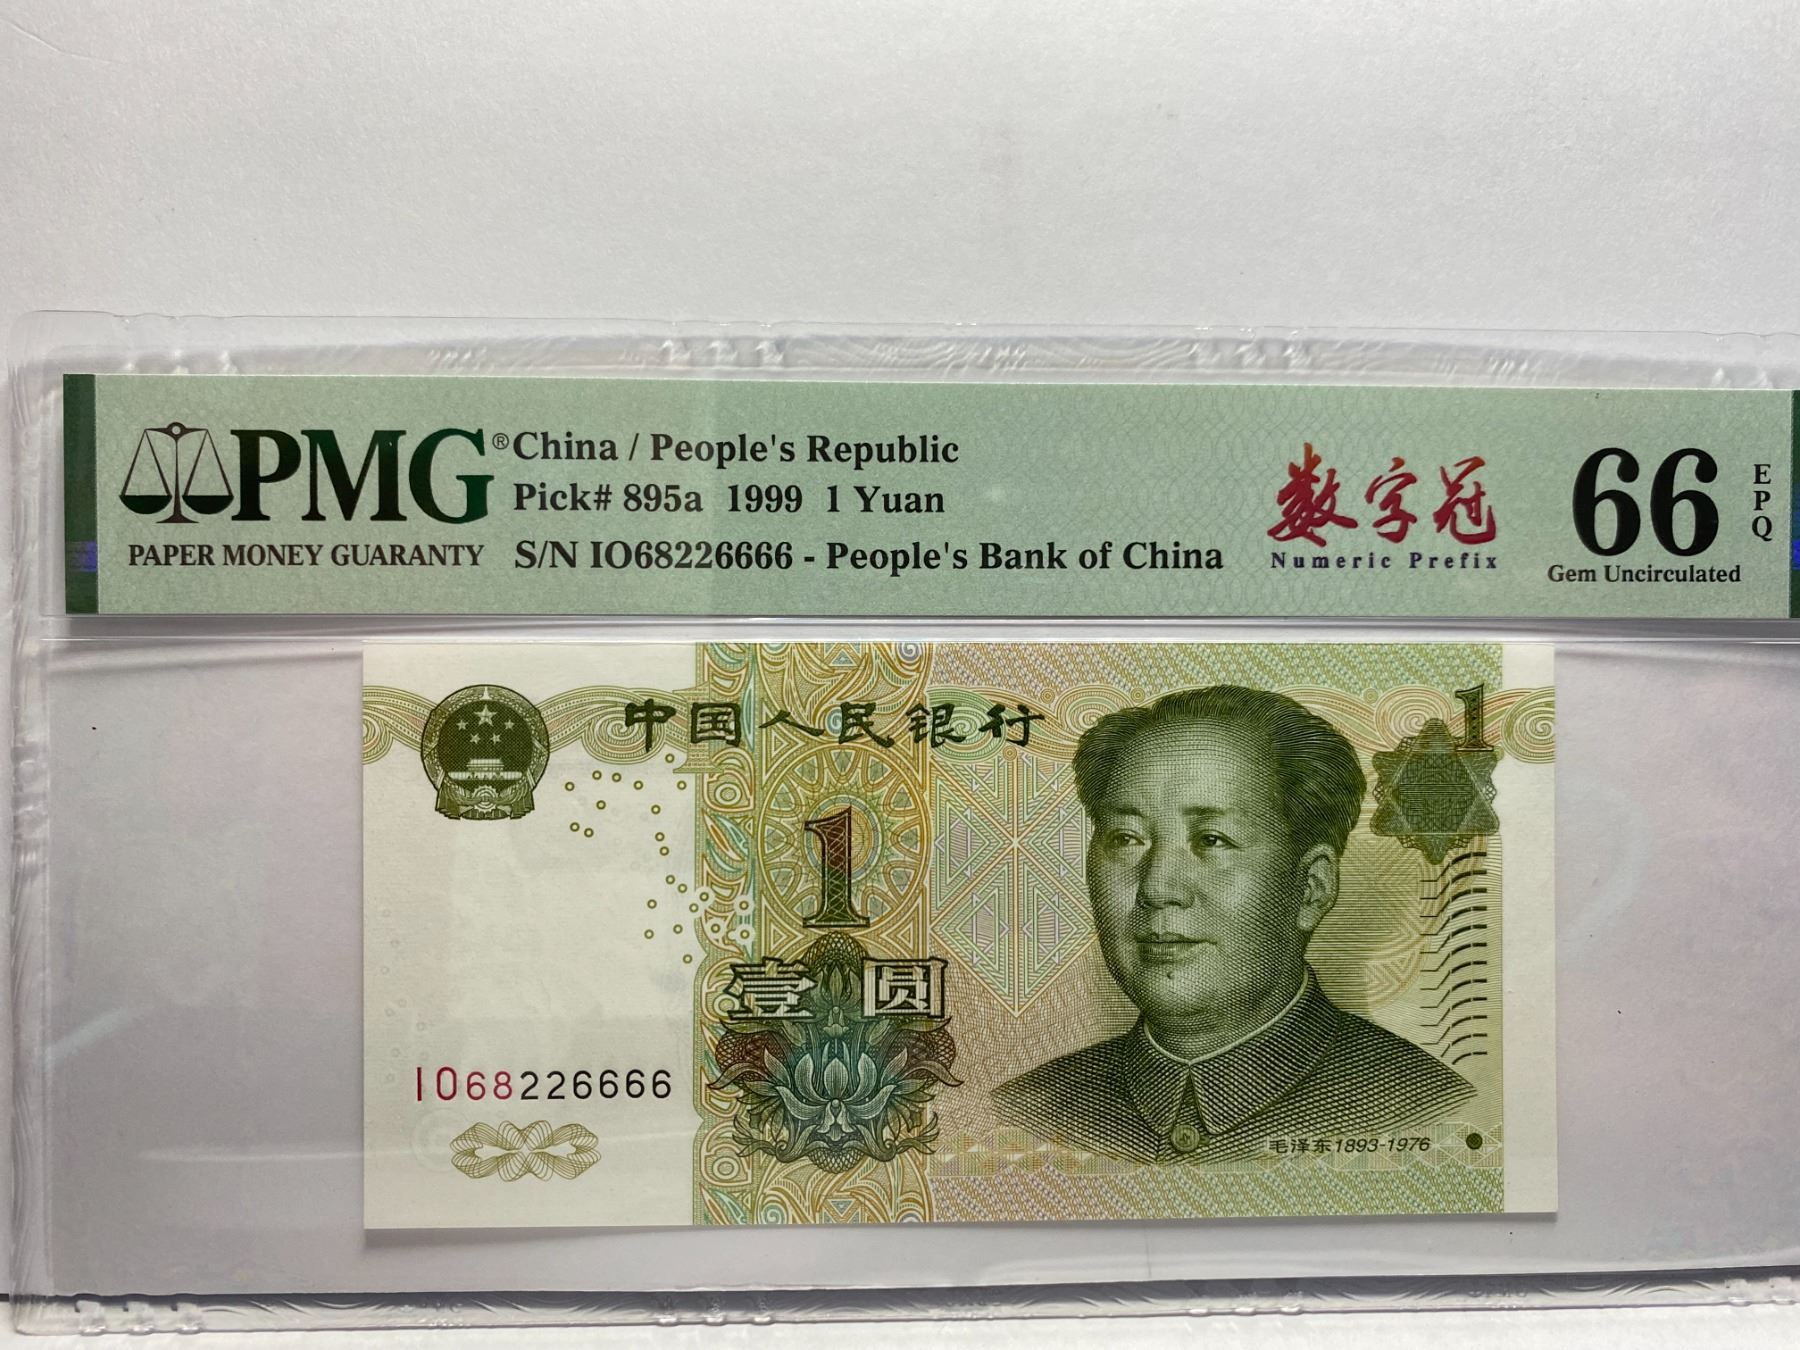 PMG®
PAPER MONEY GUARANTY
China / People's Republic
Pick# 895a 1999 1 Yuan
S/N IO68226666 - People's Bank of China
数字冠
Numeric Prefix
66
EPQ
Gem Uncirculated
中国人民银行
1
1
壹圆
IO68226666
毛泽东1893-1976